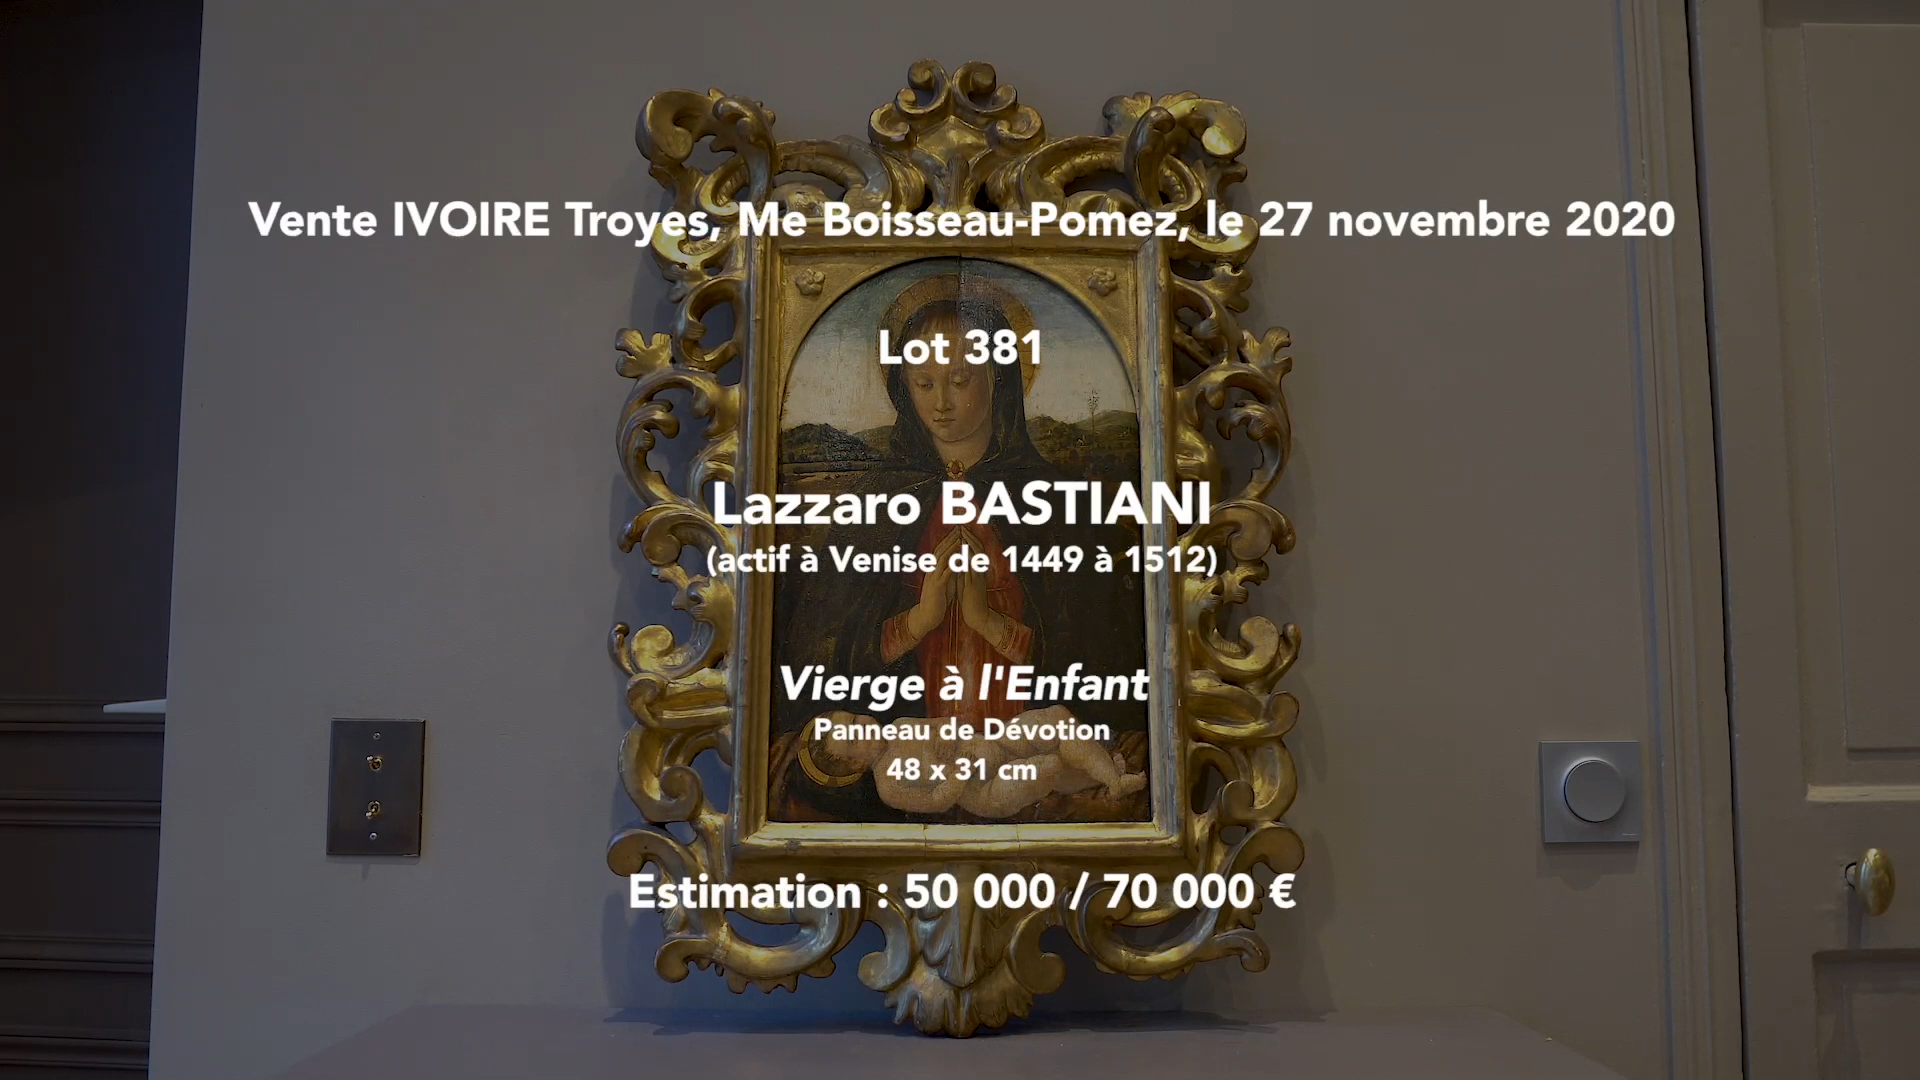 Vente IVOIRE Troyes, Me Boisseau-Pomez, le 27 novembre 2020
Lot 381
Lazzaro BASTIANI
(actif à Venise de 1449 à 1512)
Vierge à l'Enfant
Panneau de Dévotion
48 x 31 cm
Estimation : 50 000 / 70 000 €